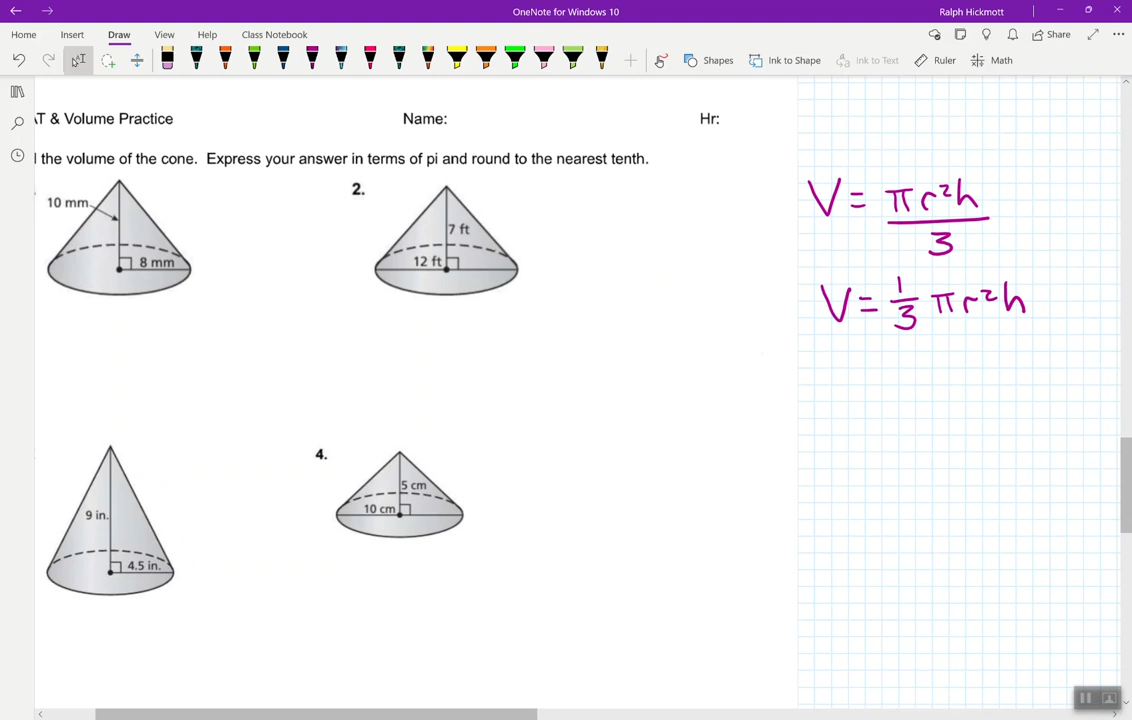 OneNote for Windows 10
Ralph Hickmott
Home Insert Draw View Help Class Notebook
Share
Shapes Ink to Shape Ink to Text Ruler Math
& Volume Practice Name: Hr:
the volume of the cone. Express your answer in terms of pi and round to the nearest tenth.
10 mm
8 mm
2.
7 ft
12 ft
V = πr²h
3
V = 1/3 πr²h
9 in.
4.5 in.
4.
5 cm
10 cm